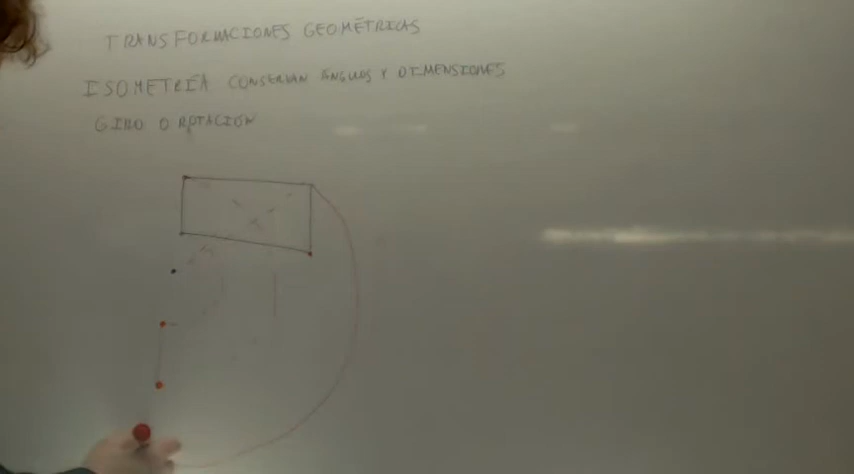 TRANSFORMACIONES GEOMÉTRICAS
ISOMETRÍA CONSERVAN ÁNGULOS Y DIMENSIONES
GIRO O ROTACIÓN